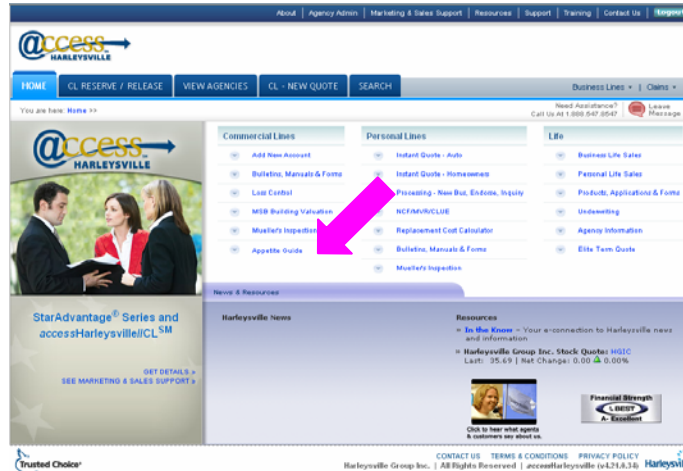 About | Agency Admin | Marketing & Sales Support | Resources | Support | Training | Contact Us | Logout
@ccess
HARLEYSVILLE
HOME CL RESERVE / RELEASE VIEW AGENCIES CL - NEW QUOTE SEARCH Business Lines | Claims
You are here: Home >> Need Assistance? Leave
Call Us At 1.888.547.8547 Message
@ccess
HARLEYSVILLE
Commercial Lines Personal Lines Life
Add New Account Instant Quote - Auto Business Life Sales
Bulletins, Manuals & Forms Instant Quote - Homeowners Personal Life Sales
Loss Control Processing - New Bus, Endorse, Inquiry Products, Applications & Forms
MSB Building Valuation NCF/MVR/CLUE Underwriting
Mueller's Inspection Replacement Cost Calculator Agency Information
Appetite Guide Bulletins, Manuals & Forms Elite Term Quote
Mueller's Inspection
News & Resources
StarAdvantage® Series and
accessHarleysville//CL℠
GET DETAILS »
SEE MARKETING & SALES SUPPORT »
Harleysville News Resources
» In the Know – Your e-connection to Harleysville news
and information
» Harleysville Group Inc. Stock Quote: HGIC
Last: 35.69 | Net Change: 0.00 0.00%
Click to hear what agents
& customers say about us.
Financial Strength
BEST
A- Excellent
Trusted Choice®
CONTACT US TERMS & CONDITIONS PRIVACY POLICY
Harleysville Group Inc. | All Rights Reserved | accessHarleysville (v4.21.0.34)